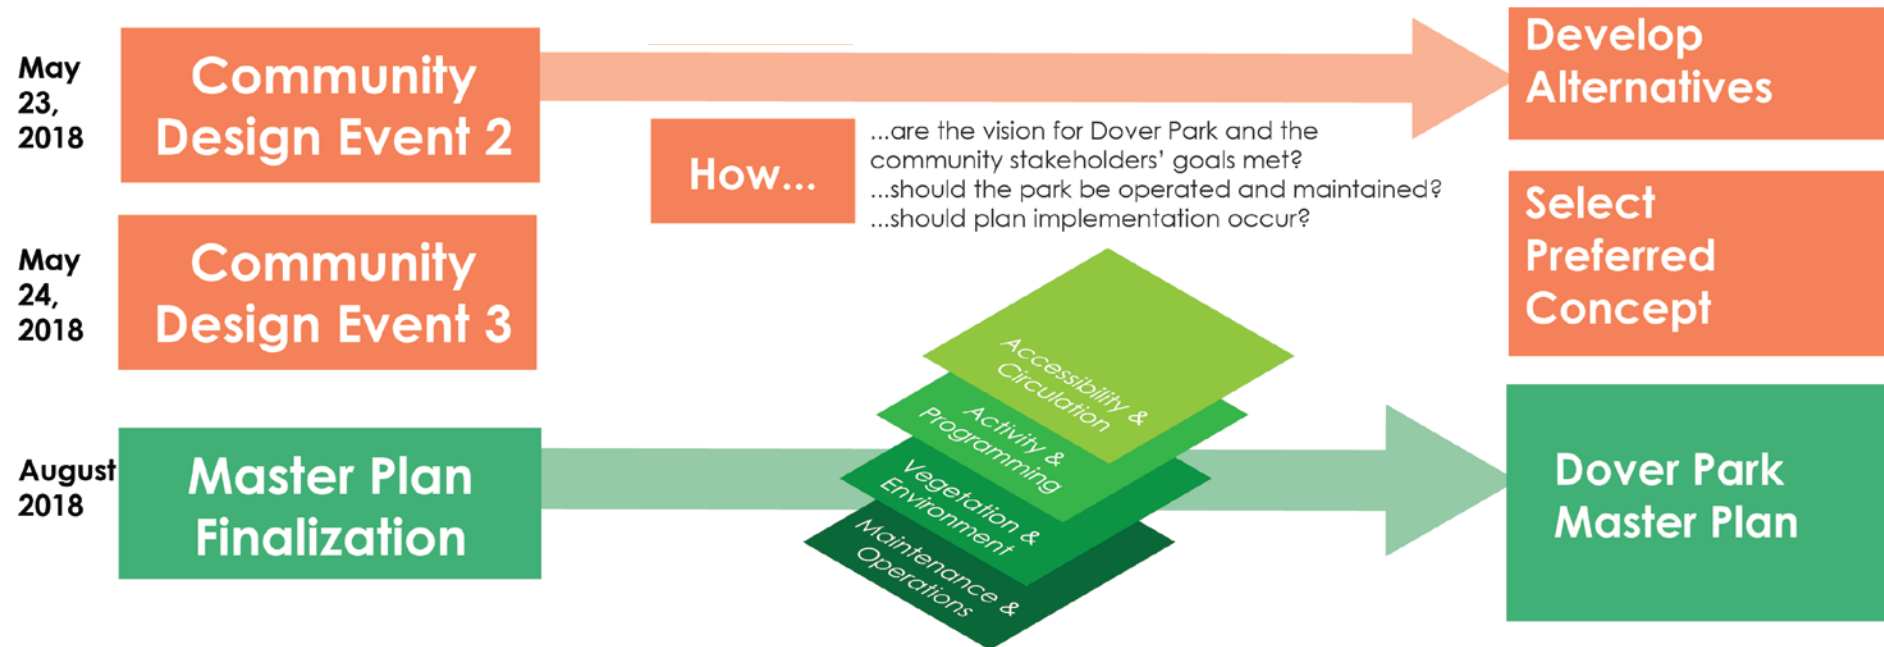 May
23,
2018
Community
Design Event 2
Develop
Alternatives
How...
...are the vision for Dover Park and the
community stakeholders' goals met?
...should the park be operated and maintained?
...should plan implementation occur?
May
24,
2018
Community
Design Event 3
Select
Preferred
Concept
Accessibility &
Circulation
Activity &
Programming
Vegetation &
Environment
Maintenance &
Operations
August
2018
Master Plan
Finalization
Dover Park
Master Plan